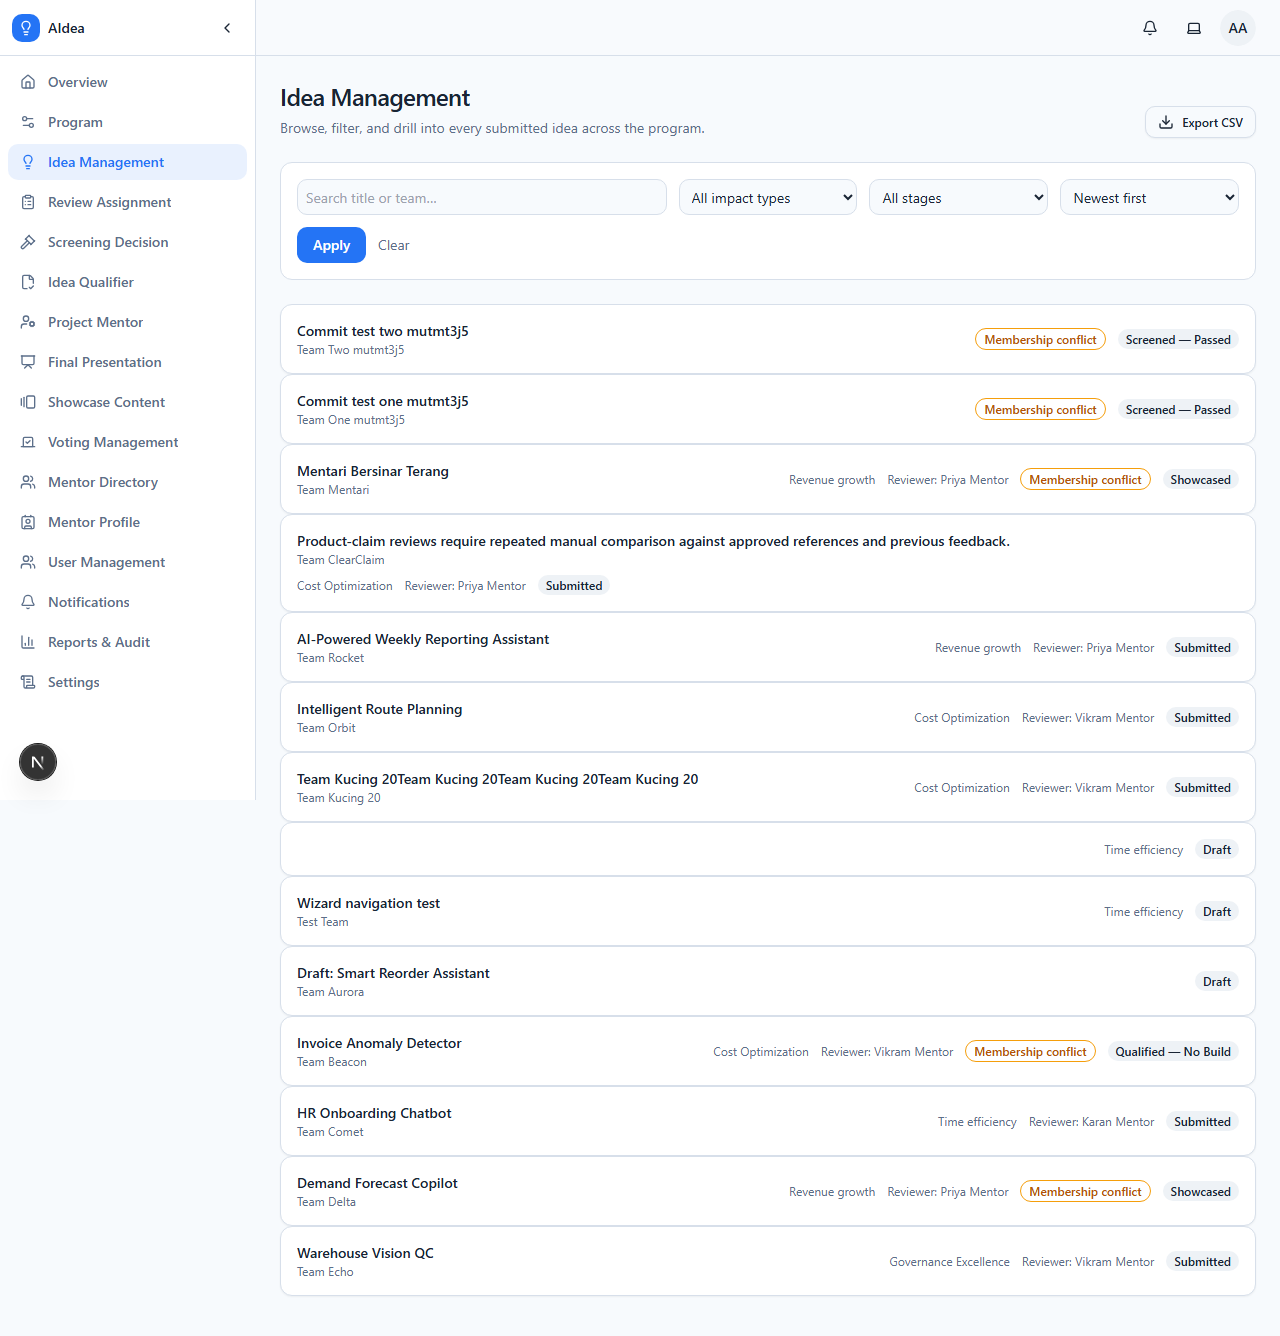 AIdea
AA
Overview
Program
Idea Management
Review Assignment
Screening Decision
Idea Qualifier
Project Mentor
Final Presentation
Showcase Content
Voting Management
Mentor Directory
Mentor Profile
User Management
Notifications
Reports & Audit
Settings
N
Idea Management
Browse, filter, and drill into every submitted idea across the program.
Export CSV
Search title or team...
All impact types
All stages
Newest first
Apply
Clear
Commit test two mutmt3j5
Team Two mutmt3j5
Membership conflict
Screened — Passed
Commit test one mutmt3j5
Team One mutmt3j5
Membership conflict
Screened — Passed
Mentari Bersinar Terang
Team Mentari
Revenue growth
Reviewer: Priya Mentor
Membership conflict
Showcased
Product-claim reviews require repeated manual comparison against approved references and previous feedback.
Team ClearClaim
Cost Optimization
Reviewer: Priya Mentor
Submitted
AI-Powered Weekly Reporting Assistant
Team Rocket
Revenue growth
Reviewer: Priya Mentor
Submitted
Intelligent Route Planning
Team Orbit
Cost Optimization
Reviewer: Vikram Mentor
Submitted
Team Kucing 20Team Kucing 20Team Kucing 20Team Kucing 20
Team Kucing 20
Cost Optimization
Reviewer: Vikram Mentor
Submitted
Time efficiency
Draft
Wizard navigation test
Test Team
Time efficiency
Draft
Draft: Smart Reorder Assistant
Team Aurora
Draft
Invoice Anomaly Detector
Team Beacon
Cost Optimization
Reviewer: Vikram Mentor
Membership conflict
Qualified — No Build
HR Onboarding Chatbot
Team Comet
Time efficiency
Reviewer: Karan Mentor
Submitted
Demand Forecast Copilot
Team Delta
Revenue growth
Reviewer: Priya Mentor
Membership conflict
Showcased
Warehouse Vision QC
Team Echo
Governance Excellence
Reviewer: Vikram Mentor
Submitted